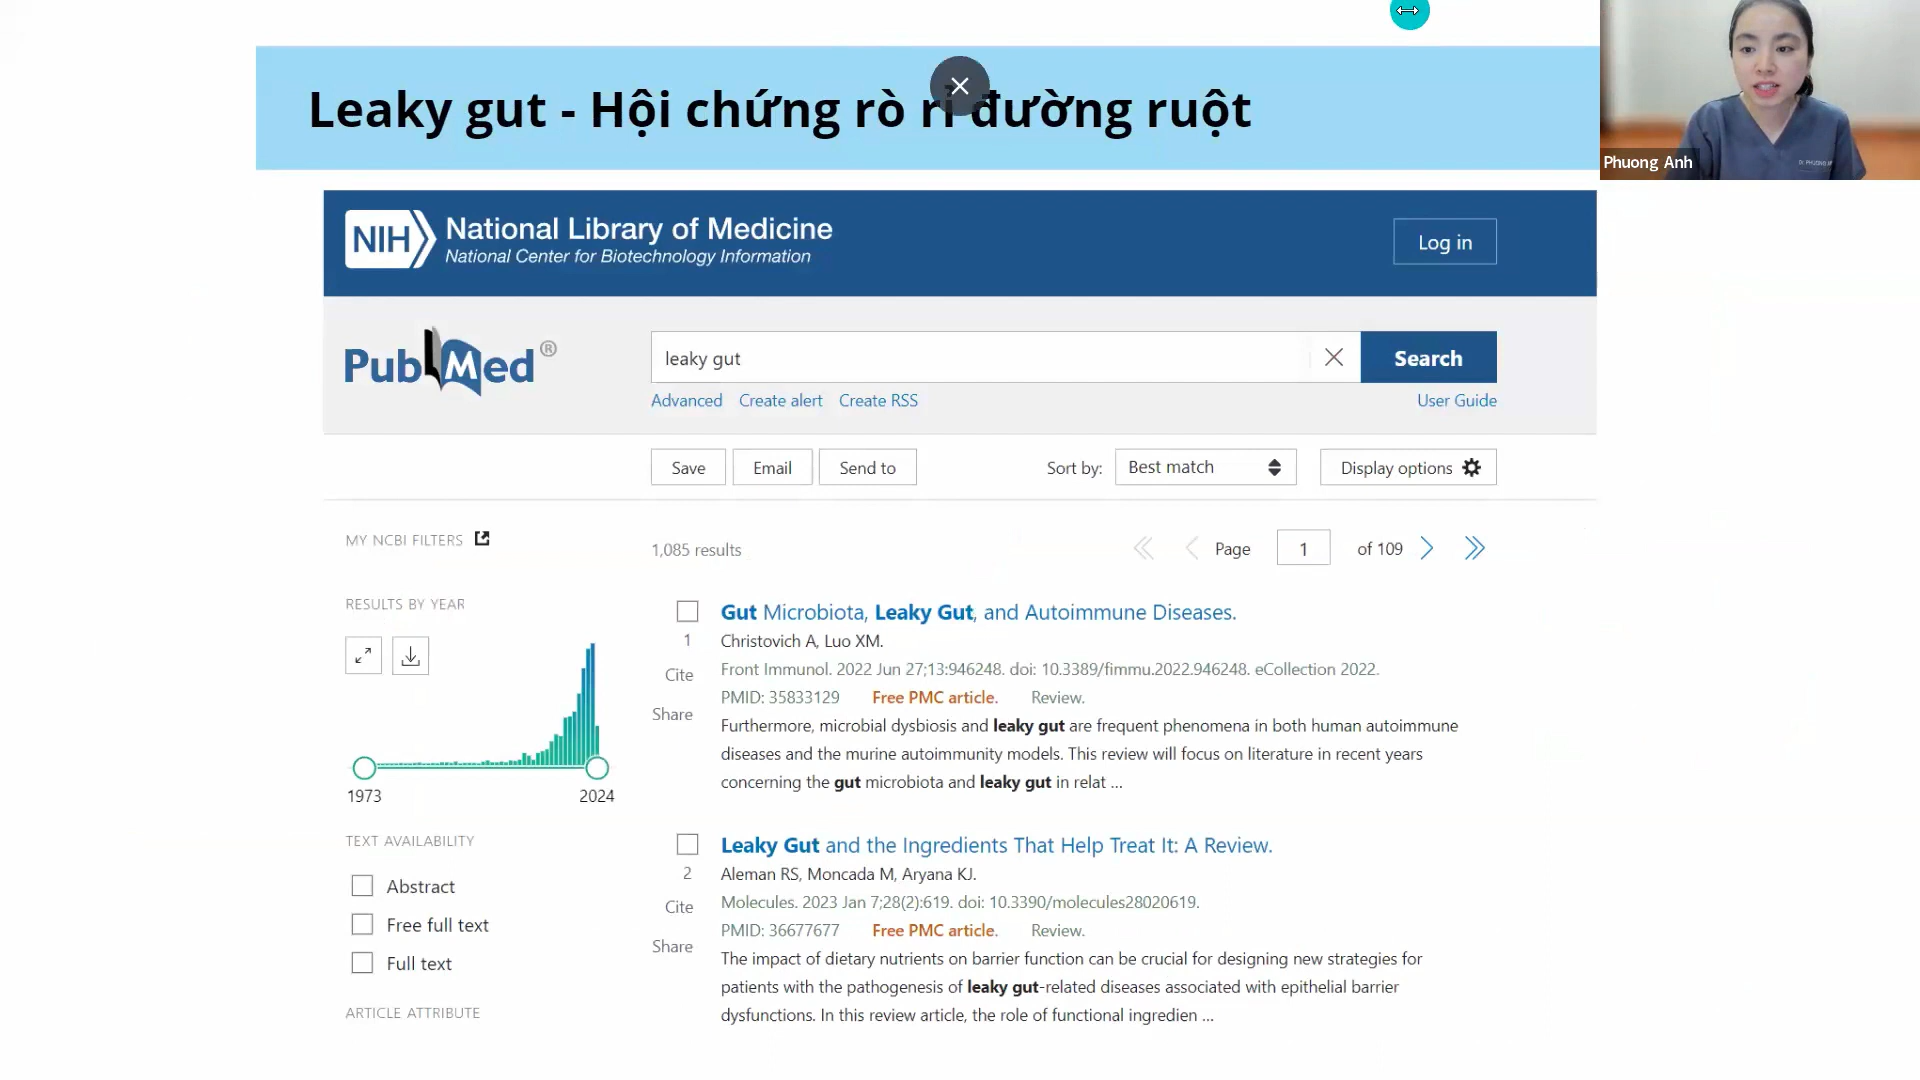 Leaky gut - Hội chứng rò rỉ đường ruột
Phuong Anh
NIH National Library of Medicine
National Center for Biotechnology Information
Log in
PubMed®
leaky gut
Search
Advanced Create alert Create RSS
User Guide
Save Email Send to
Sort by: Best match Display options
MY NCBI FILTERS
1,085 results
Page 1 of 109
RESULTS BY YEAR
1973 2024
TEXT AVAILABILITY
Abstract
Free full text
Full text
ARTICLE ATTRIBUTE
Gut Microbiota, Leaky Gut, and Autoimmune Diseases.
1
Cite
Share
Christovich A, Luo XM.
Front Immunol. 2022 Jun 27;13:946248. doi: 10.3389/fimmu.2022.946248. eCollection 2022.
PMID: 35833129 Free PMC article. Review.
Furthermore, microbial dysbiosis and leaky gut are frequent phenomena in both human autoimmune
diseases and the murine autoimmunity models. This review will focus on literature in recent years
concerning the gut microbiota and leaky gut in relat ...
Leaky Gut and the Ingredients That Help Treat It: A Review.
2
Cite
Share
Aleman RS, Moncada M, Aryana KJ.
Molecules. 2023 Jan 7;28(2):619. doi: 10.3390/molecules28020619.
PMID: 36677677 Free PMC article. Review.
The impact of dietary nutrients on barrier function can be crucial for designing new strategies for
patients with the pathogenesis of leaky gut-related diseases associated with epithelial barrier
dysfunctions. In this review article, the role of functional ingredien ...